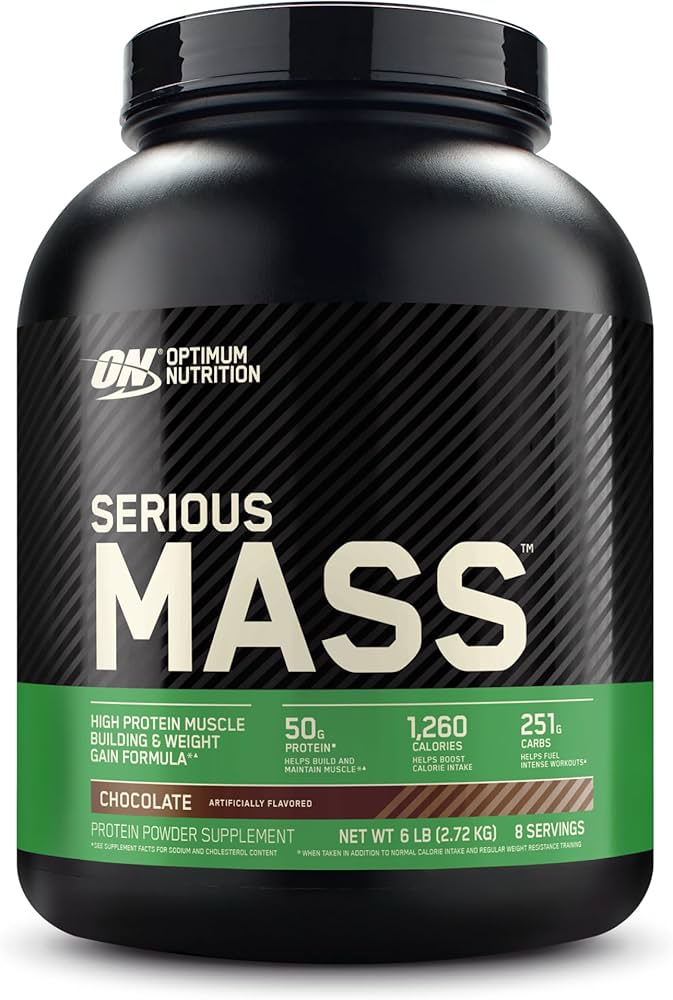 ON® OPTIMUM
NUTRITION
SERIOUS
MASS™
HIGH PROTEIN MUSCLE
BUILDING & WEIGHT
GAIN FORMULA*▲
50G
PROTEIN*
HELPS BUILD AND
MAINTAIN MUSCLE*▲
1,260
CALORIES
HELPS BOOST
CALORIE INTAKE
251G
CARBS
HELPS FUEL
INTENSE WORKOUTS▲
CHOCOLATE ARTIFICIALLY FLAVORED
PROTEIN POWDER SUPPLEMENT NET WT 6 LB (2.72 KG) 8 SERVINGS
*SEE SUPPLEMENT FACTS FOR SODIUM AND CHOLESTEROL CONTENT ▲WHEN TAKEN IN ADDITION TO NORMAL CALORIE INTAKE AND REGULAR WEIGHT RESISTANCE TRAINING